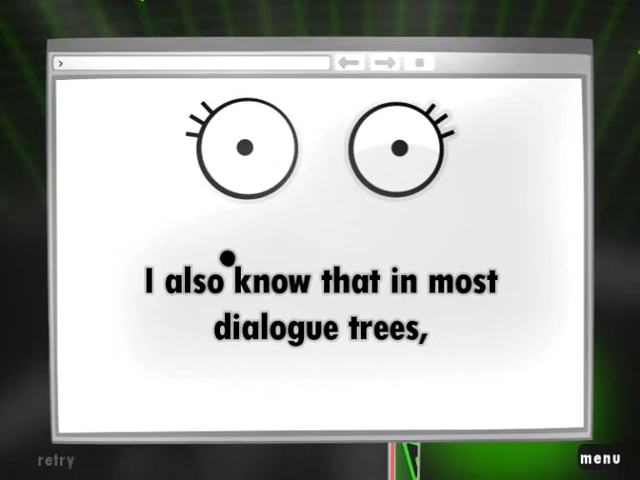 >
I also know that in most
dialogue trees,
retry
menu